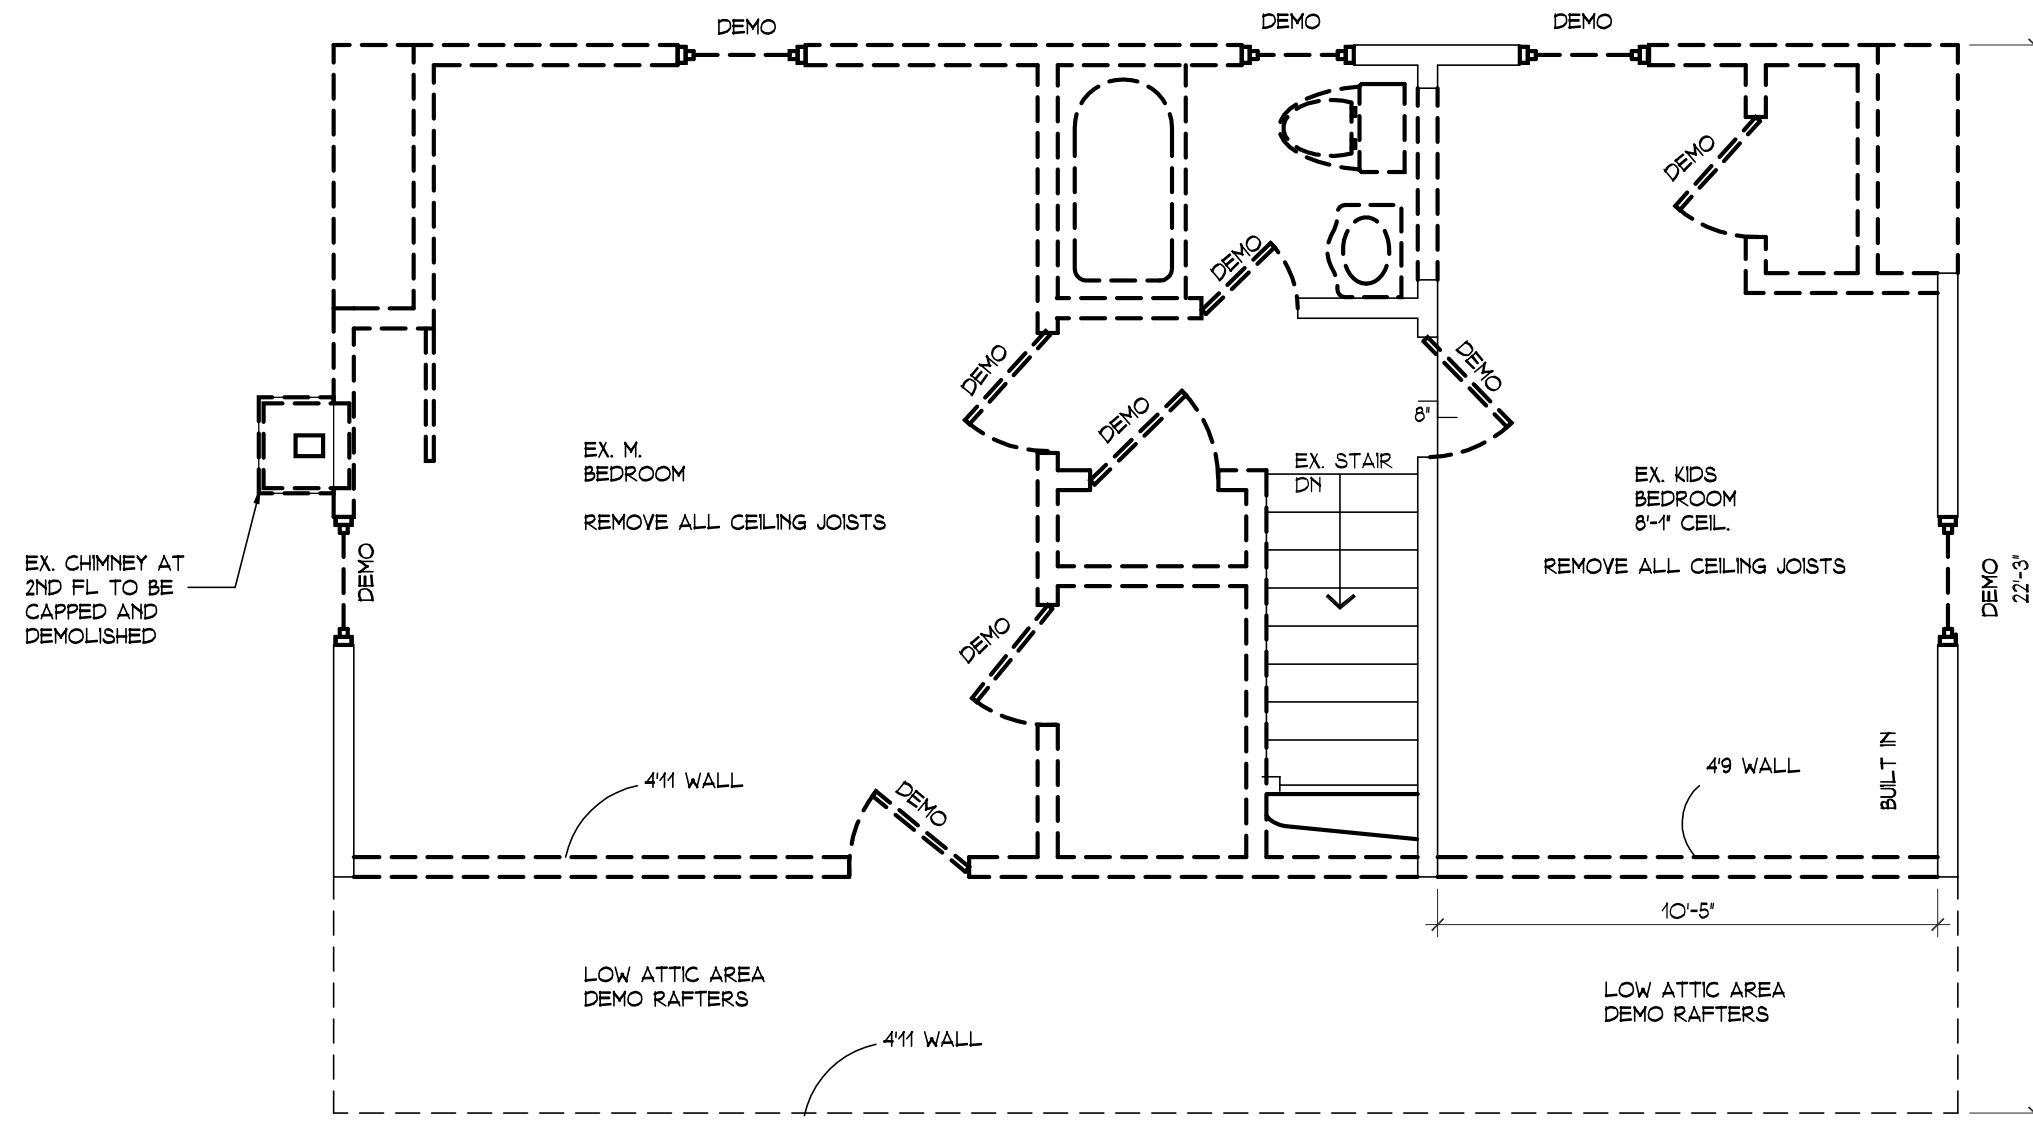 DEMO
DEMO
DEMO
DEMO
DEMO
DEMO
DEMO
DEMO
8"
EX. M.
BEDROOM
REMOVE ALL CEILING JOISTS
EX. STAIR
DN
EX. KIDS
BEDROOM
8'-1" CEIL.
REMOVE ALL CEILING JOISTS
EX. CHIMNEY AT
2ND FL TO BE
CAPPED AND
DEMOLISHED
DEMO
DEMO
22'-3"
DEMO
4'11 WALL
DEMO
4'9 WALL
BUILT IN
10'-5"
LOW ATTIC AREA
DEMO RAFTERS
LOW ATTIC AREA
DEMO RAFTERS
4'11 WALL